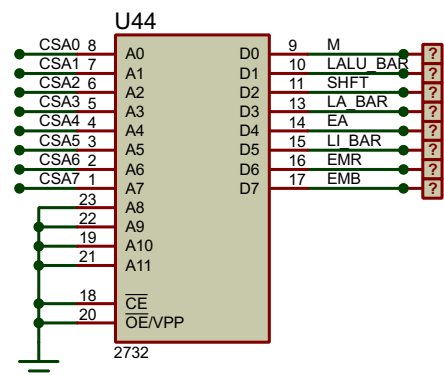 U44
CSA0 8 A0 D0 9 M ?
CSA1 7 A1 D1 10 LALU_BAR ?
CSA2 6 A2 D2 11 SHFT ?
CSA3 5 A3 D3 13 LA_BAR ?
CSA4 4 A4 D4 14 EA ?
CSA5 3 A5 D5 15 LI_BAR ?
CSA6 2 A6 D6 16 EMR ?
CSA7 1 A7 D7 17 EMB ?
23 A8
22 A9
19 A10
21 A11
18 CE
20 OE/VPP
2732